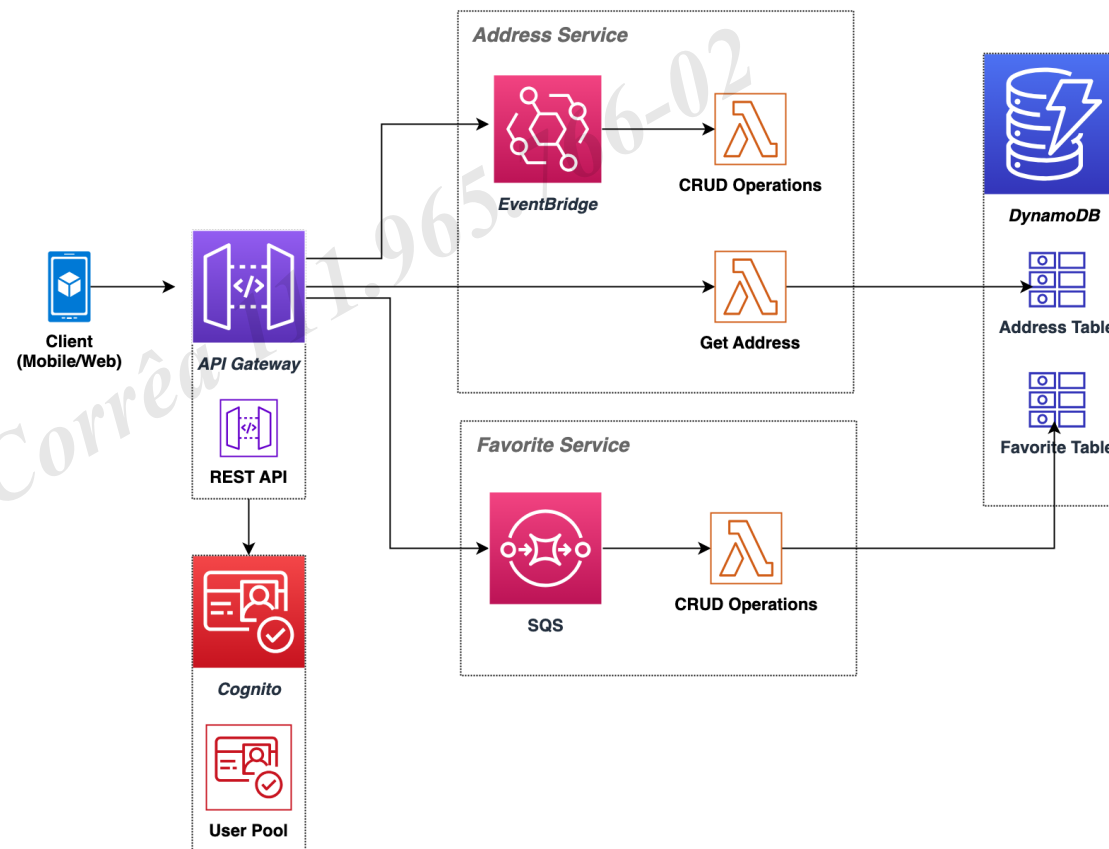 Address Service
EventBridge
CRUD Operations
DynamoDB
Client
(Mobile/Web)
API Gateway
Get Address
Address Table
REST API
Favorite Service
Favorite Table
SQS
CRUD Operations
Cognito
User Pool
Corrêa